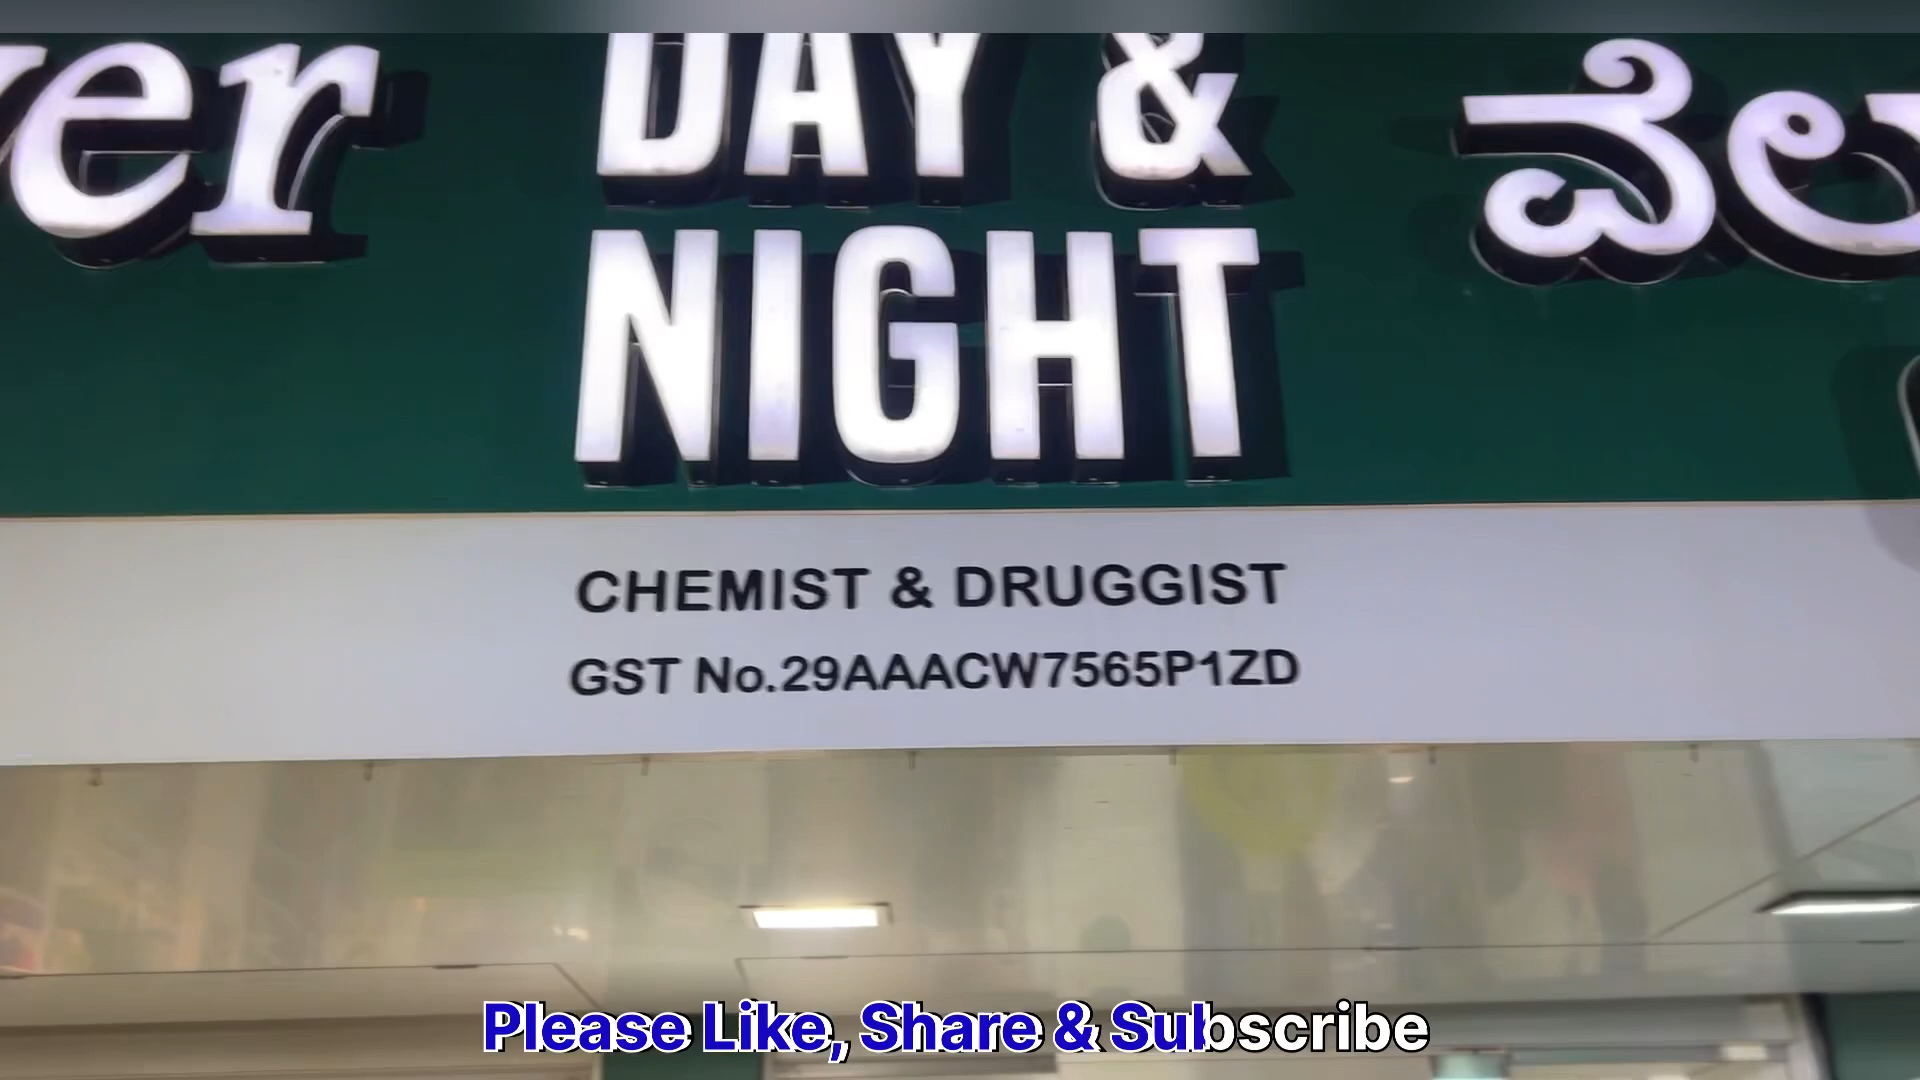 DAY &
NIGHT
CHEMIST & DRUGGIST
GST No.29AAACW7565P1ZD
Please Like, Share & Subscribe